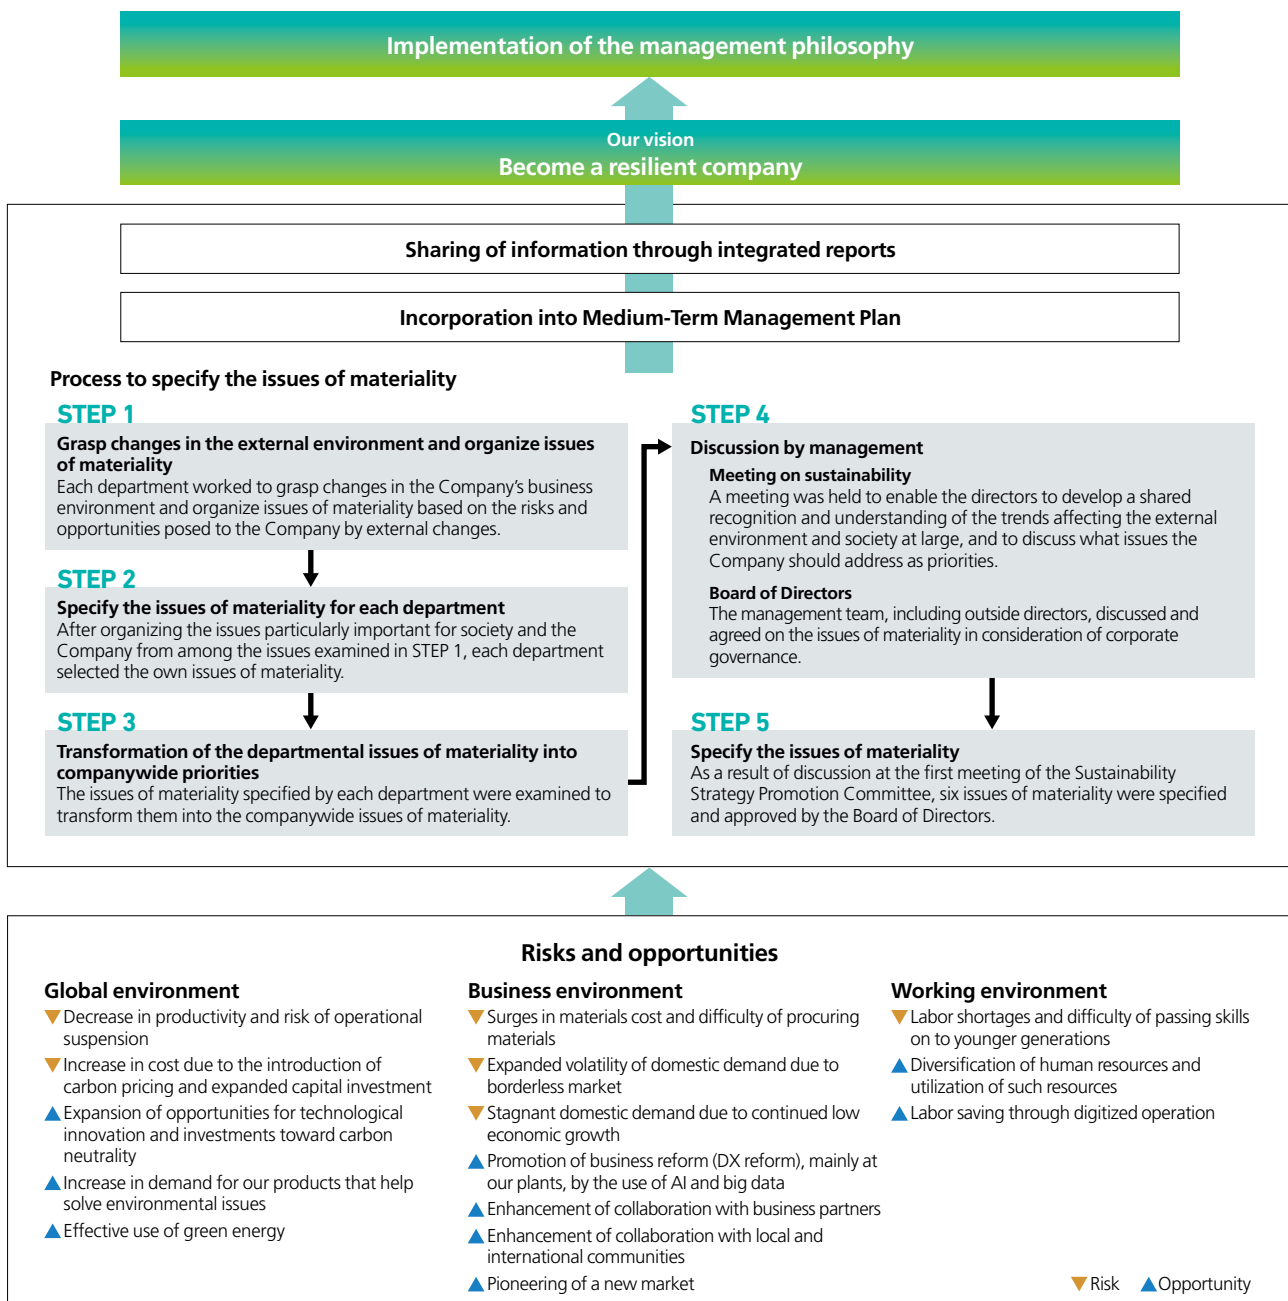 Implementation of the management philosophy
Our vision
Become a resilient company
Sharing of information through integrated reports
Incorporation into Medium-Term Management Plan
Process to specify the issues of materiality
STEP 1
Grasp changes in the external environment and organize issues
of materiality
Each department worked to grasp changes in the Company’s business
environment and organize issues of materiality based on the risks and
opportunities posed to the Company by external changes.
STEP 2
Specify the issues of materiality for each department
After organizing the issues particularly important for society and the
Company from among the issues examined in STEP 1, each department
selected the own issues of materiality.
STEP 3
Transformation of the departmental issues of materiality into
companywide priorities
The issues of materiality specified by each department were examined to
transform them into the companywide issues of materiality.
STEP 4
Discussion by management
Meeting on sustainability
A meeting was held to enable the directors to develop a shared
recognition and understanding of the trends affecting the external
environment and society at large, and to discuss what issues the
Company should address as priorities.
Board of Directors
The management team, including outside directors, discussed and
agreed on the issues of materiality in consideration of corporate
governance.
STEP 5
Specify the issues of materiality
As a result of discussion at the first meeting of the Sustainability
Strategy Promotion Committee, six issues of materiality were specified
and approved by the Board of Directors.
Risks and opportunities
Global environment
▼Decrease in productivity and risk of operational
suspension
▼Increase in cost due to the introduction of
carbon pricing and expanded capital investment
▲Expansion of opportunities for technological
innovation and investments toward carbon
neutrality
▲Increase in demand for our products that help
solve environmental issues
▲Effective use of green energy
Business environment
▼Surges in materials cost and difficulty of procuring
materials
▼Expanded volatility of domestic demand due to
borderless market
▼Stagnant domestic demand due to continued low
economic growth
▲Promotion of business reform (DX reform), mainly at
our plants, by the use of AI and big data
▲Enhancement of collaboration with business partners
▲Enhancement of collaboration with local and
international communities
▲Pioneering of a new market
Working environment
▼Labor shortages and difficulty of passing skills
on to younger generations
▲Diversification of human resources and
utilization of such resources
▲Labor saving through digitized operation
▼Risk ▲Opportunity